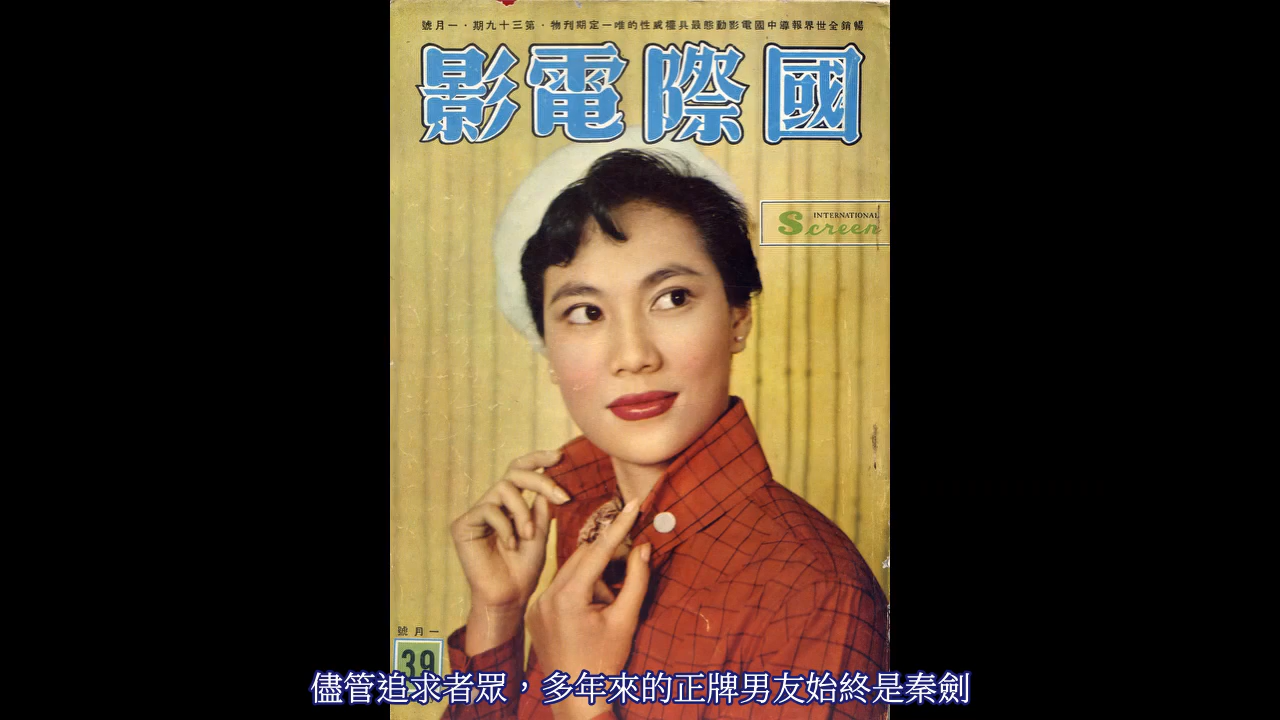 暢銷全世界報導中國電影動態最具權威性的唯一定期刊物．第三十九期．一月號
國際電影
INTERNATIONAL
Screen
一月號
39
儘管追求者眾，多年來的正牌男友始終是秦劍